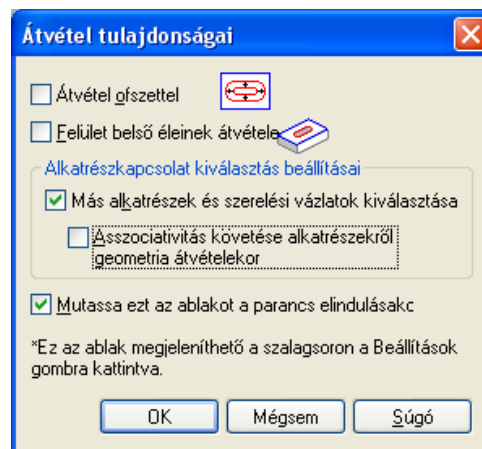 Átvétel tulajdonságai
Átvétel ofszettel
Felület belső éleinek átvétele
Alkatrészkapcsolat kiválasztás beállításai
Más alkatrészek és szerelési vázlatok kiválasztása
Asszociativitás követése alkatrészekről
geometria átvételekor
Mutassa ezt az ablakot a parancs elindulásakc
*Ez az ablak megjeleníthető a szalagsoron a Beállítások
gombra kattintva.
OK
Mégsem
Súgó